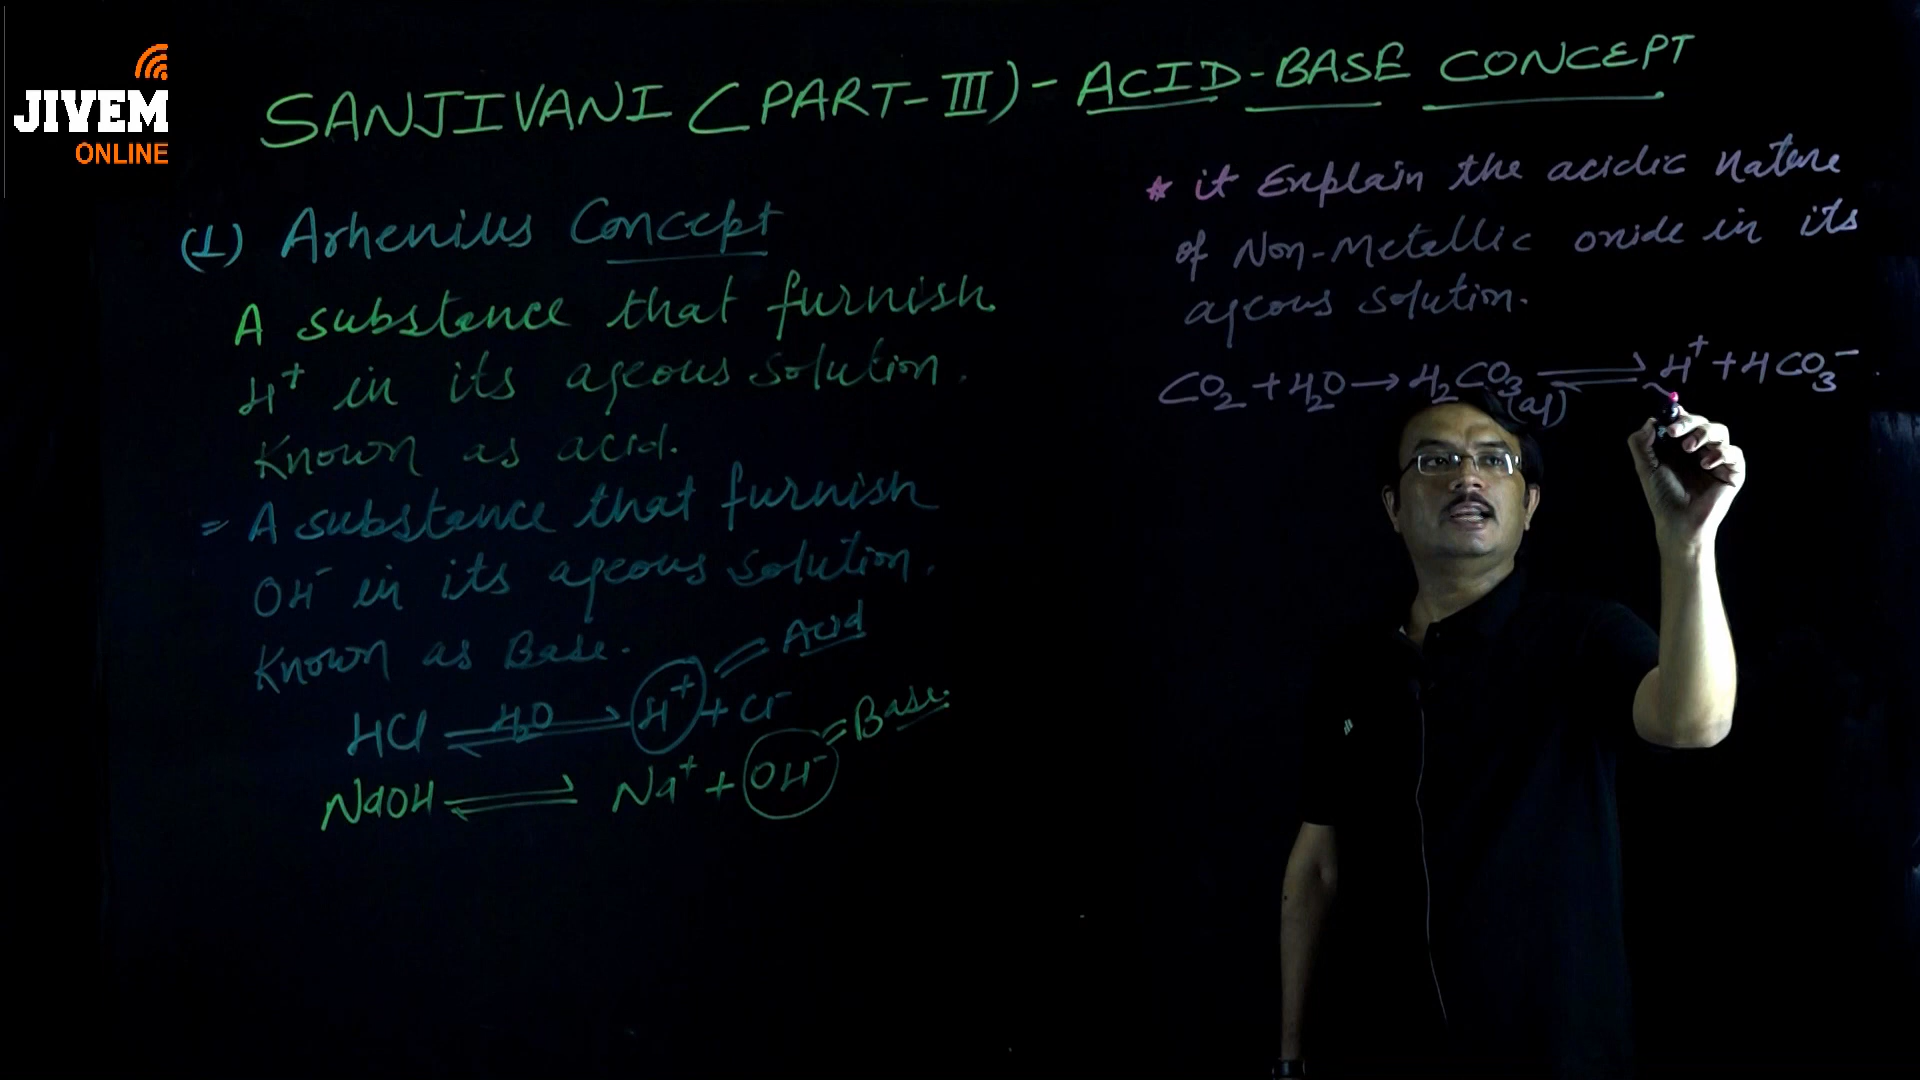 JIVEM
ONLINE
SANJIVANI (PART-III) - ACID-BASE CONCEPT
(1) Arhenius Concept
A substance that furnish
H+ in its aqeous solution.
Known as acid.
= A substance that furnish
OH- in its aqeous solution.
Known as Base.
HCl ⇌ H2O H+ + Cl- = Acid
NaOH ⇌ Na+ + OH- = Base
* it Explain the acidic nature
of Non-Metallic oxide in its
aqeous solution.
CO2 + H2O → H2CO3(aq) ⇌ H+ + HCO3-